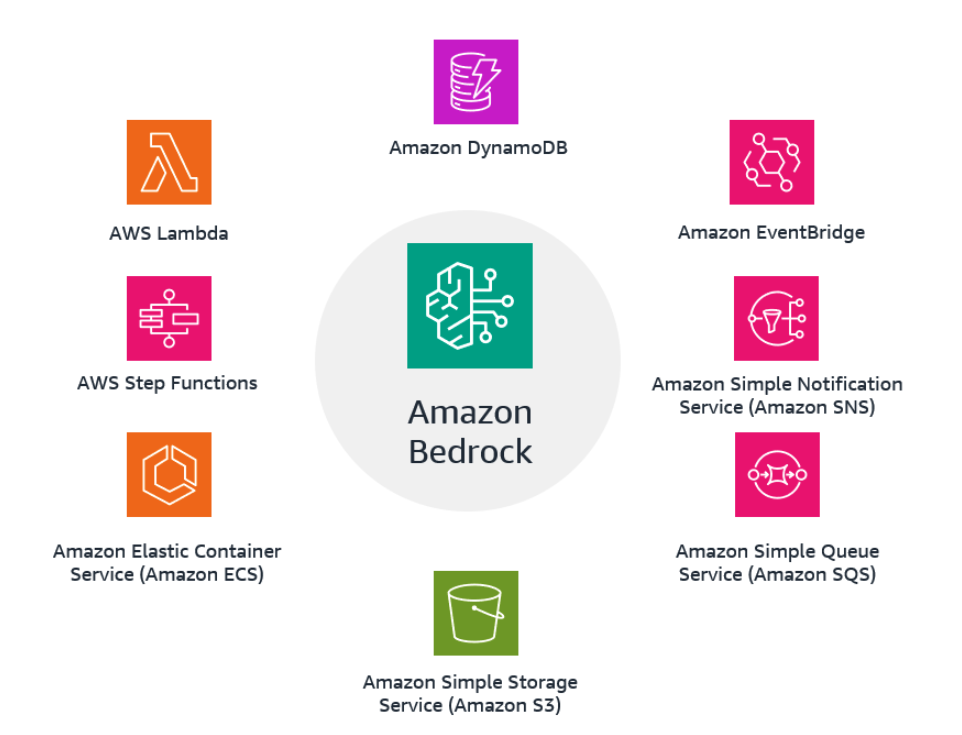 Amazon DynamoDB
AWS Lambda
Amazon EventBridge
AWS Step Functions
Amazon Simple Notification
Service (Amazon SNS)
Amazon
Bedrock
Amazon Elastic Container
Service (Amazon ECS)
Amazon Simple Queue
Service (Amazon SQS)
Amazon Simple Storage
Service (Amazon S3)